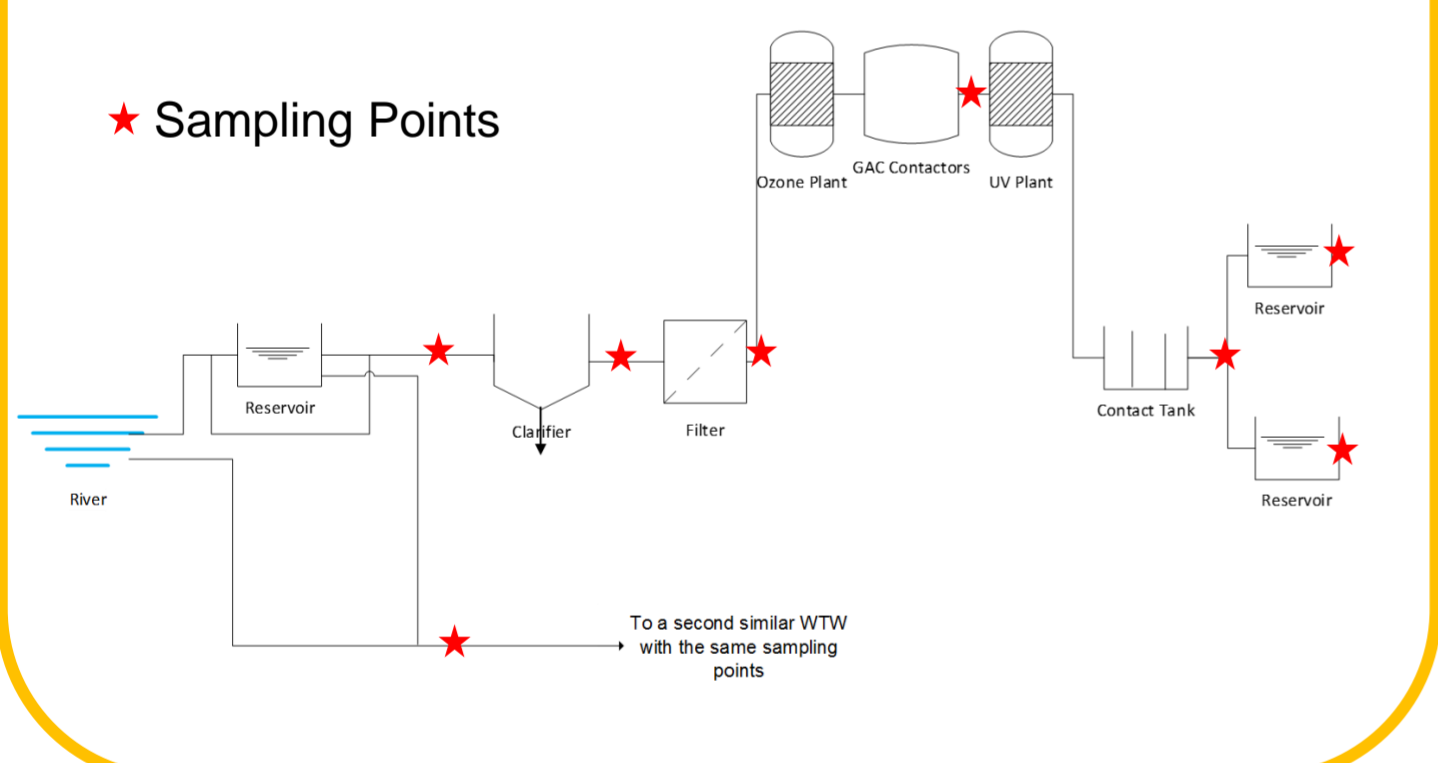 Sampling Points
Ozone Plant
GAC Contactors
UV Plant
Reservoir
Reservoir
Clarifier
Filter
Contact Tank
River
Reservoir
To a second similar WTW
with the same sampling
points